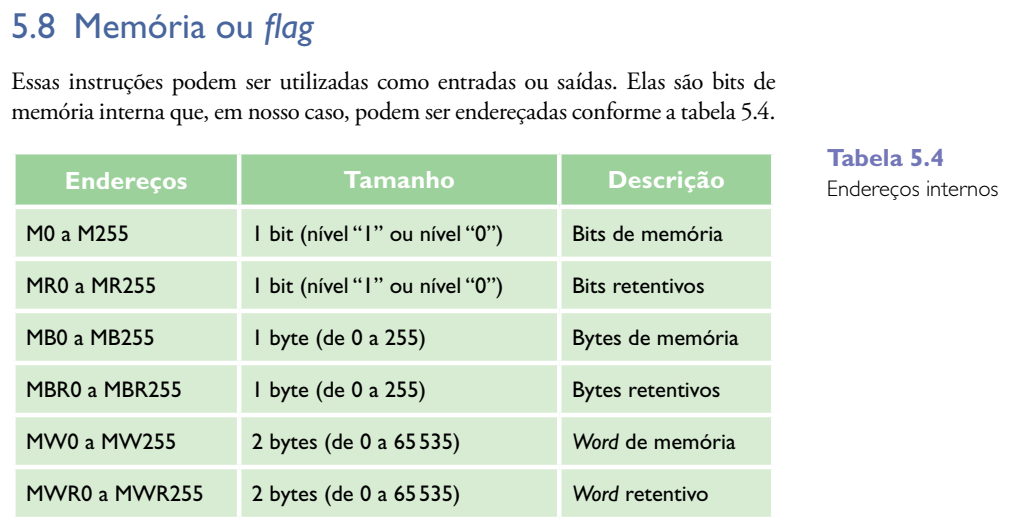 5.8 Memória ou flag
Essas instruções podem ser utilizadas como entradas ou saídas. Elas são bits de
memória interna que, em nosso caso, podem ser endereçadas conforme a tabela 5.4.
Tabela 5.4
Endereços internos
Endereços Tamanho Descrição
M0 a M255 1 bit (nível “1” ou nível “0”) Bits de memória
MR0 a MR255 1 bit (nível “1” ou nível “0”) Bits retentivos
MB0 a MB255 1 byte (de 0 a 255) Bytes de memória
MBR0 a MBR255 1 byte (de 0 a 255) Bytes retentivos
MW0 a MW255 2 bytes (de 0 a 65 535) Word de memória
MWR0 a MWR255 2 bytes (de 0 a 65 535) Word retentivo